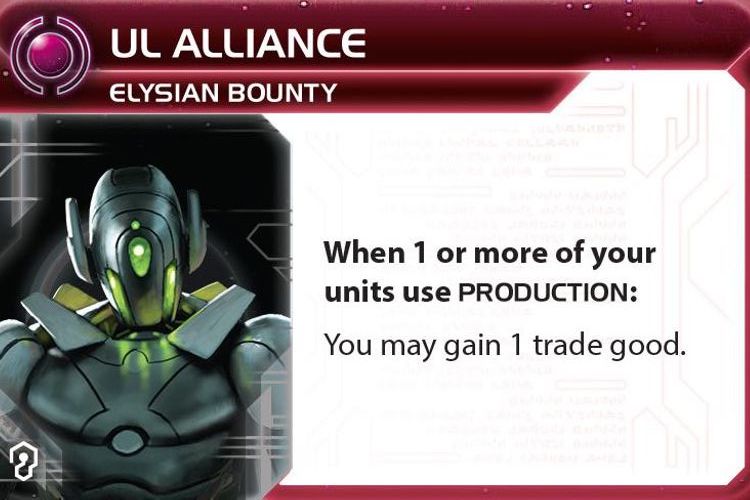 UL ALLIANCE
ELYSIAN BOUNTY
When 1 or more of your
units use PRODUCTION:
You may gain 1 trade good.